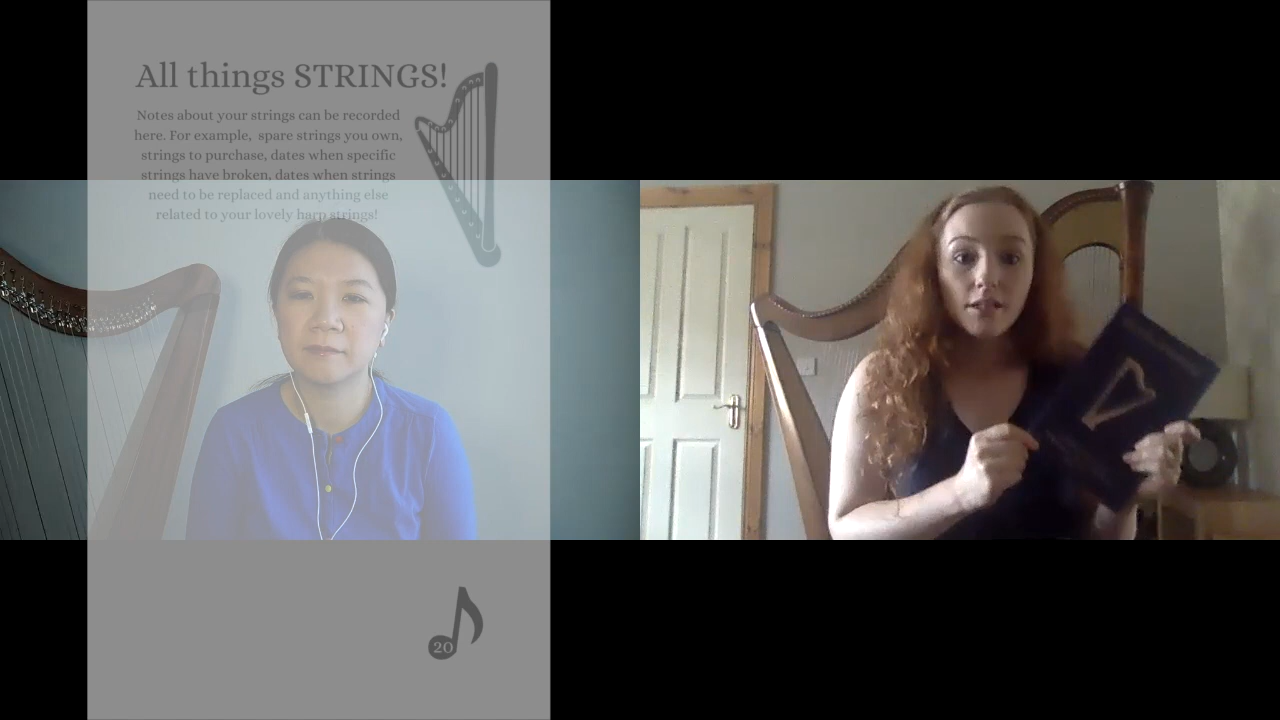 All things STRINGS!
Notes about your strings can be recorded
here. For example, spare strings you own,
strings to purchase, dates when specific
strings have broken, dates when strings
need to be replaced and anything else
related to your lovely harp strings!
20